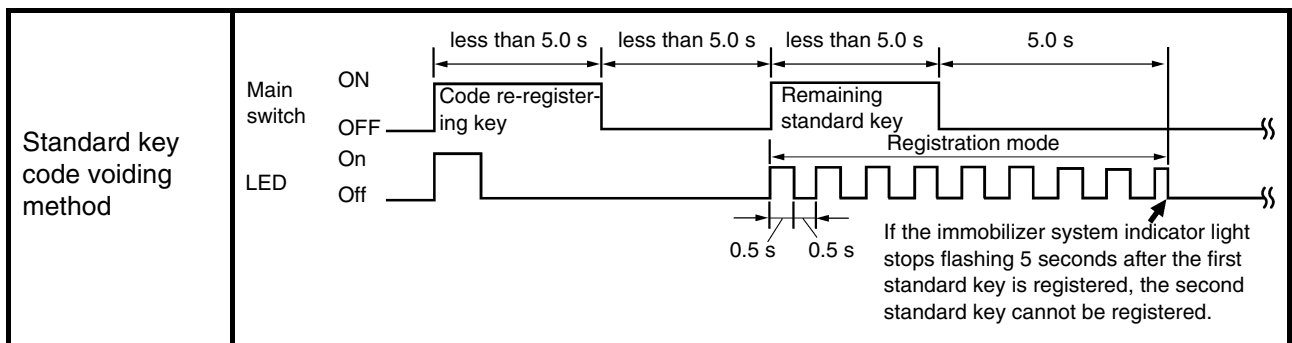 Standard key
code voiding
method
less than 5.0 s less than 5.0 s less than 5.0 s 5.0 s
Main
switch
ON
OFF
Code re-register-
ing key
Remaining
standard key
Registration mode
LED
On
Off
0.5 s 0.5 s
If the immobilizer system indicator light
stops flashing 5 seconds after the first
standard key is registered, the second
standard key cannot be registered.